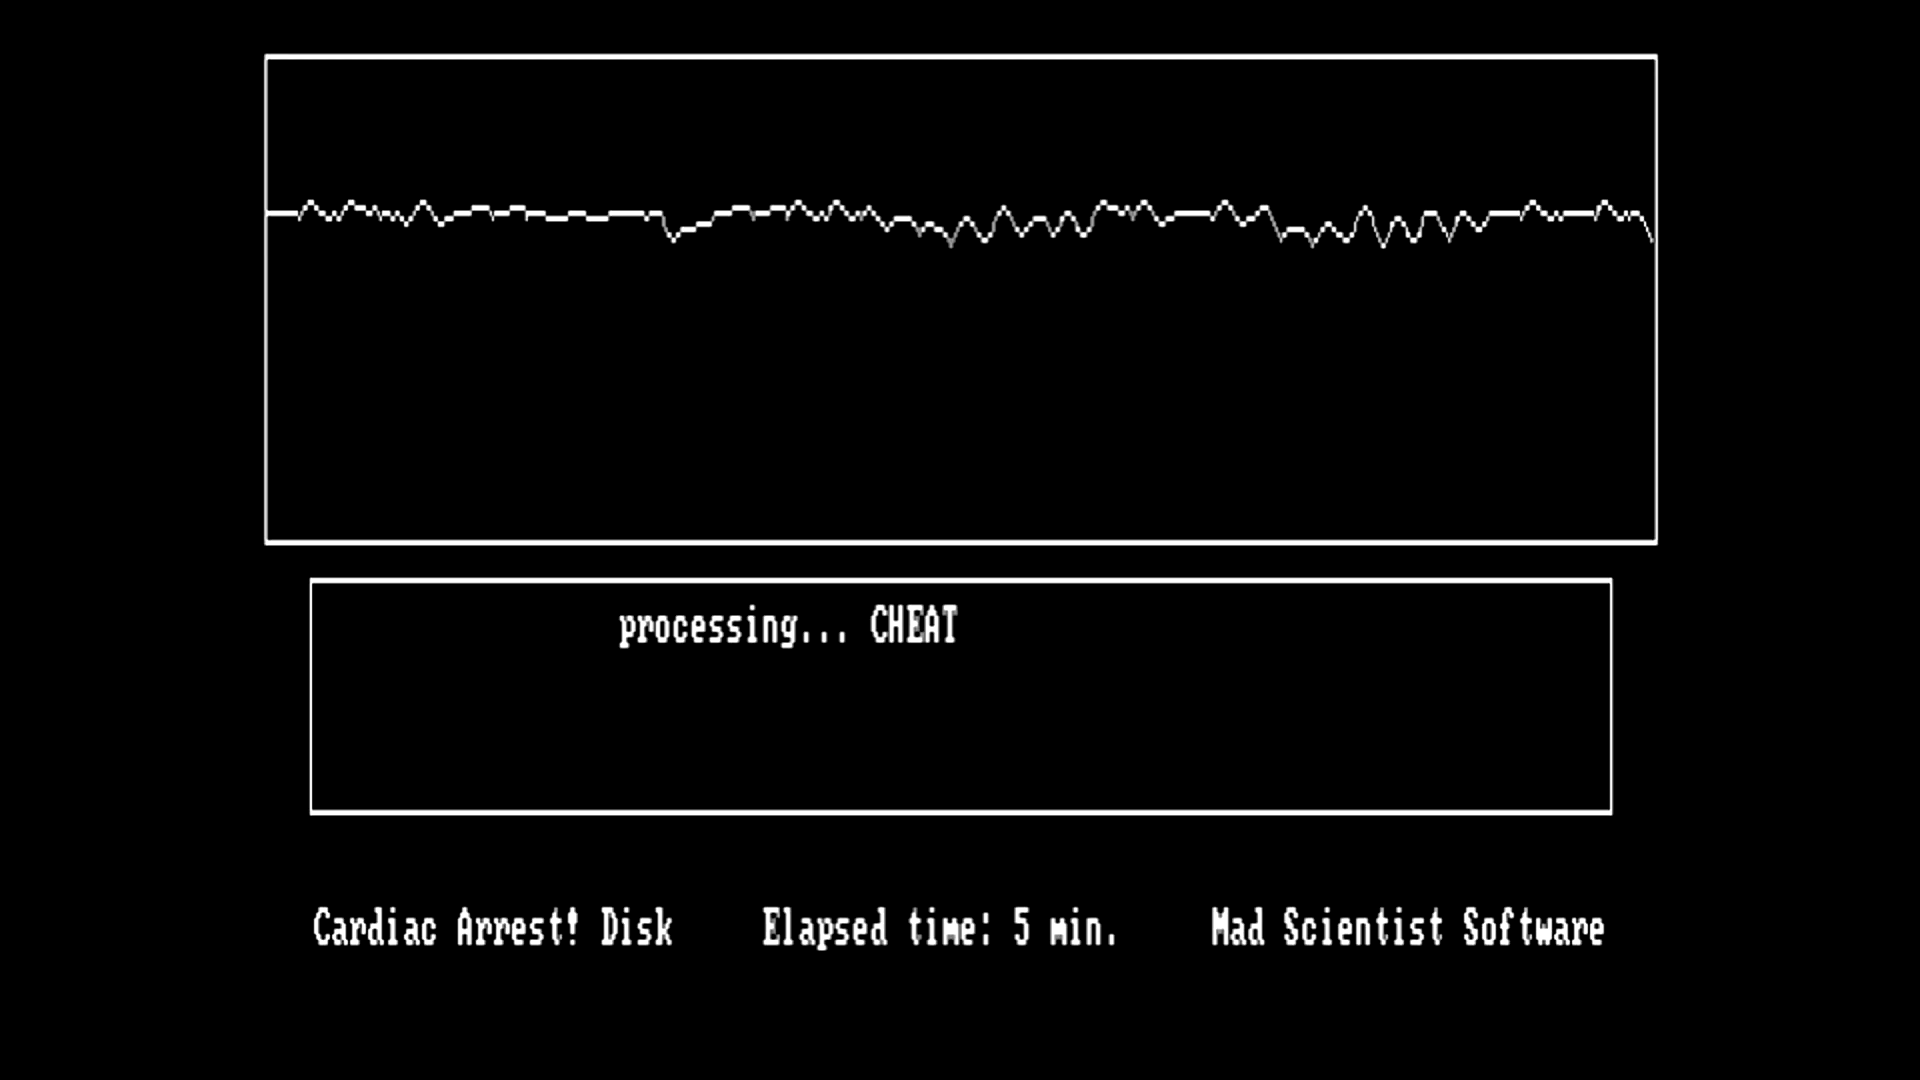 processing... CHEAT
Cardiac Arrest! Disk Elapsed time: 5 min. Mad Scientist Software